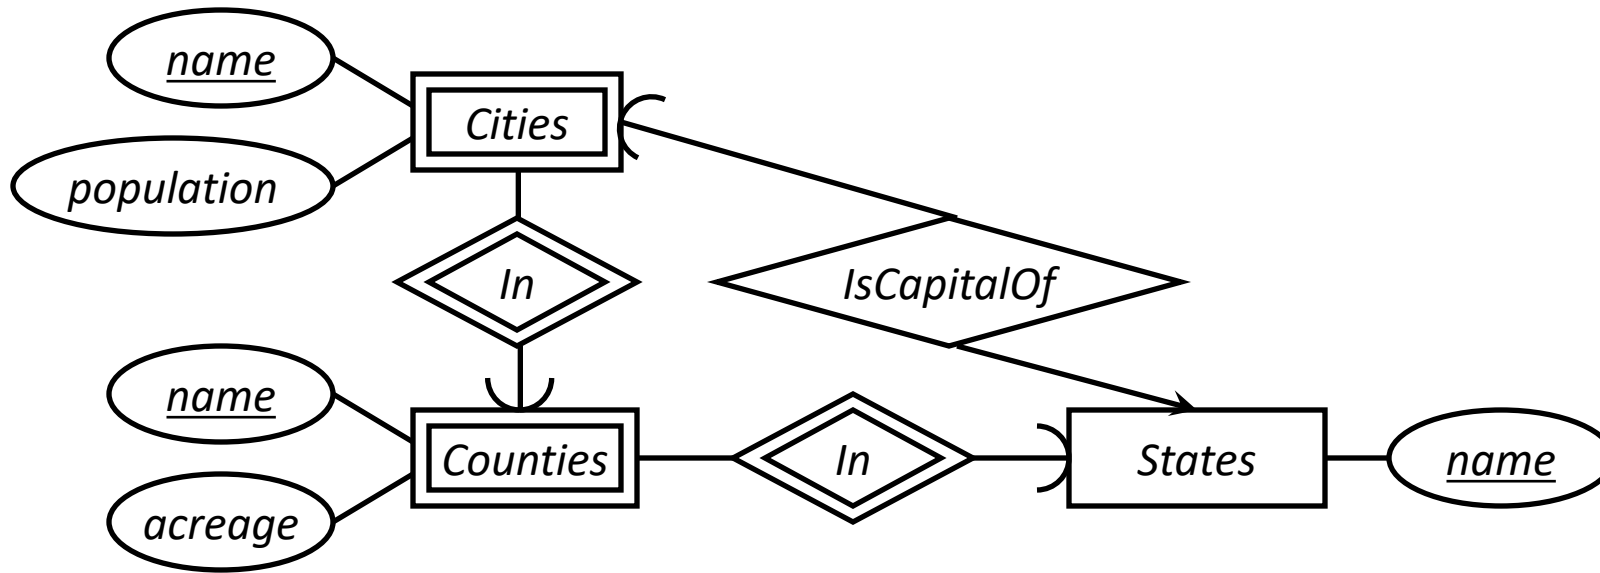 name
Cities
population
In
IsCapitalOf
name
Counties
In
States
name
acreage